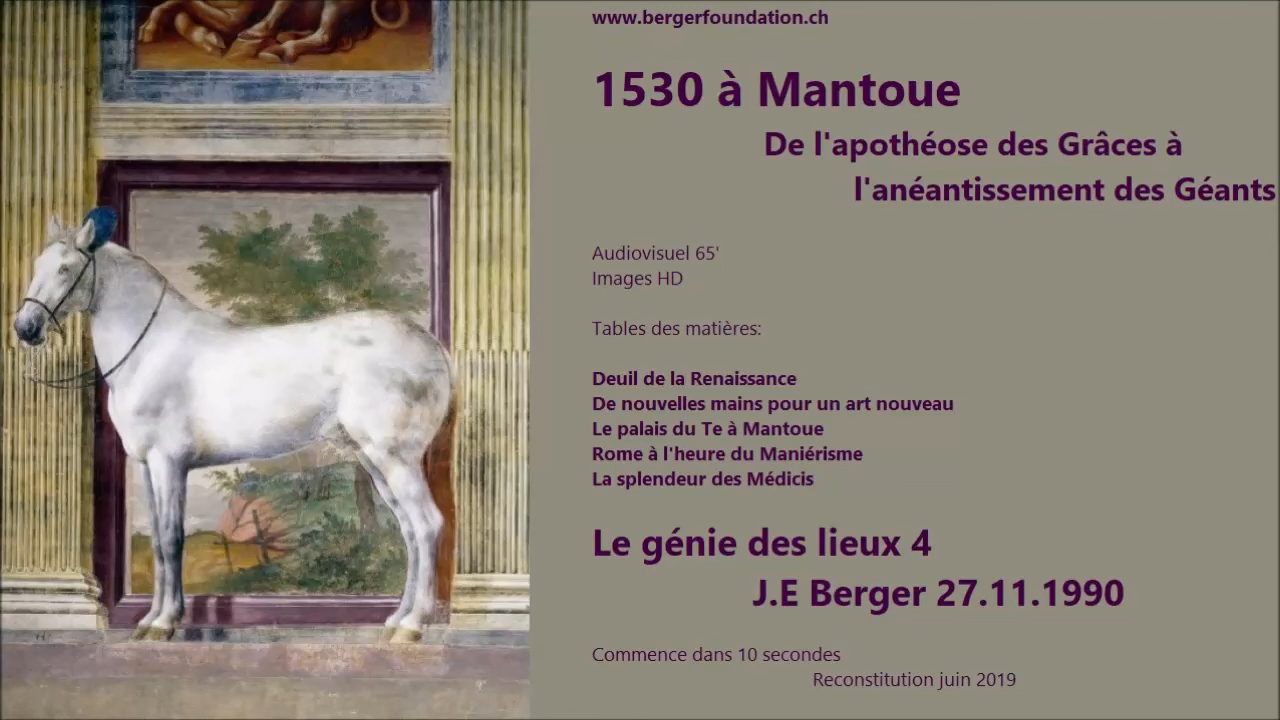 www.bergerfoundation.ch
1530 à Mantoue
De l'apothéose des Grâces à
l'anéantissement des Géants
Audiovisuel 65'
Images HD
Tables des matières:
Deuil de la Renaissance
De nouvelles mains pour un art nouveau
Le palais du Te à Mantoue
Rome à l'heure du Maniérisme
La splendeur des Médicis
Le génie des lieux 4
J.E Berger 27.11.1990
Commence dans 10 secondes
Reconstitution juin 2019